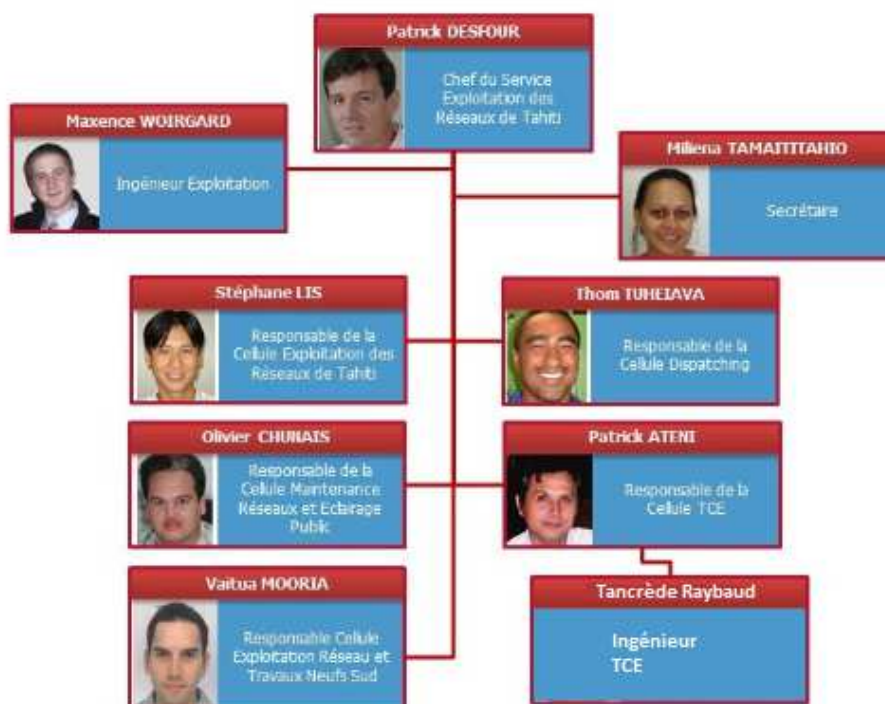 Patrick DESFOUR
Chef du Service
Exploitation des
Réseaux de Tahiti
Maxence WOIRGARD
Ingénieur Exploitation
Miliena TAMATITAHIO
Secrétaire
Stéphane LIS
Responsable de la
Cellule Exploitation des
Réseaux de Tahiti
Thom TUHEIAVA
Responsable de la
Cellule Dispatching
Olivier CHUNAIS
Responsable de la
Cellule Maintenance
Réseaux et Eclairage
Public
Patrick ATENI
Responsable de la
Cellule TCE
Vaitua MOORIA
Responsable Cellule
Exploitation Réseau et
Travaux Neufs Sud
Tancrède Raybaud
Ingénieur
TCE